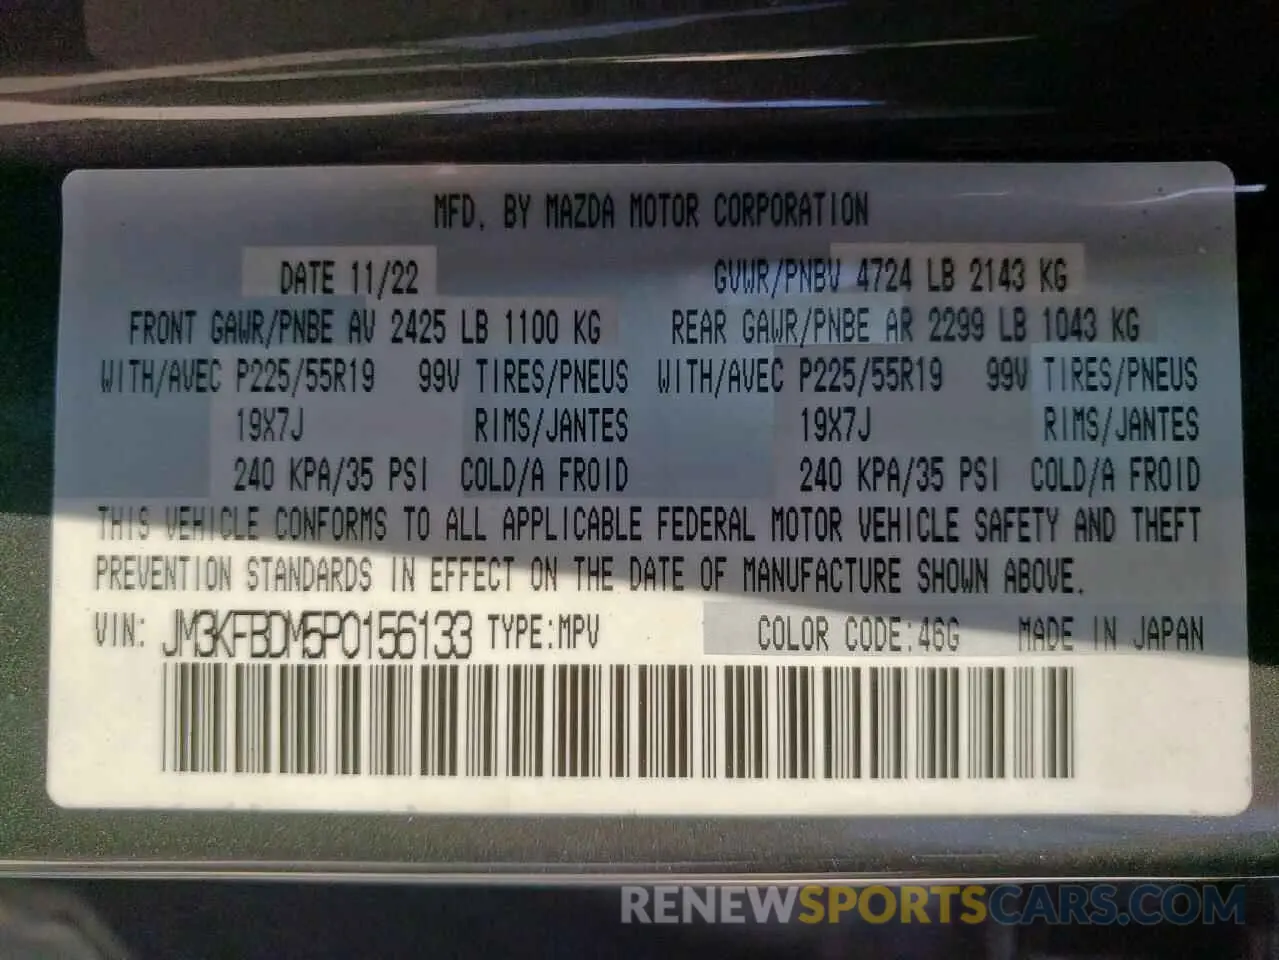 MFD. BY MAZDA MOTOR CORPORATION
DATE 11/22 GVWR/PNBV 4724 LB 2143 KG
FRONT GAWR/PNBE AV 2425 LB 1100 KG REAR GAWR/PNBE AR 2299 LB 1043 KG
WITH/AVEC P225/55R19 99V TIRES/PNEUS WITH/AVEC P225/55R19 99V TIRES/PNEUS
19X7J RIMS/JANTES 19X7J RIMS/JANTES
240 KPA/35 PSI COLD/A FROID 240 KPA/35 PSI COLD/A FROID
THIS VEHICLE CONFORMS TO ALL APPLICABLE FEDERAL MOTOR VEHICLE SAFETY AND THEFT
PREVENTION STANDARDS IN EFFECT ON THE DATE OF MANUFACTURE SHOWN ABOVE.
VIN: JM3KFBDM5P0156133 TYPE:MPV COLOR CODE:46G MADE IN JAPAN
RENEWSPORTSCARS.COM